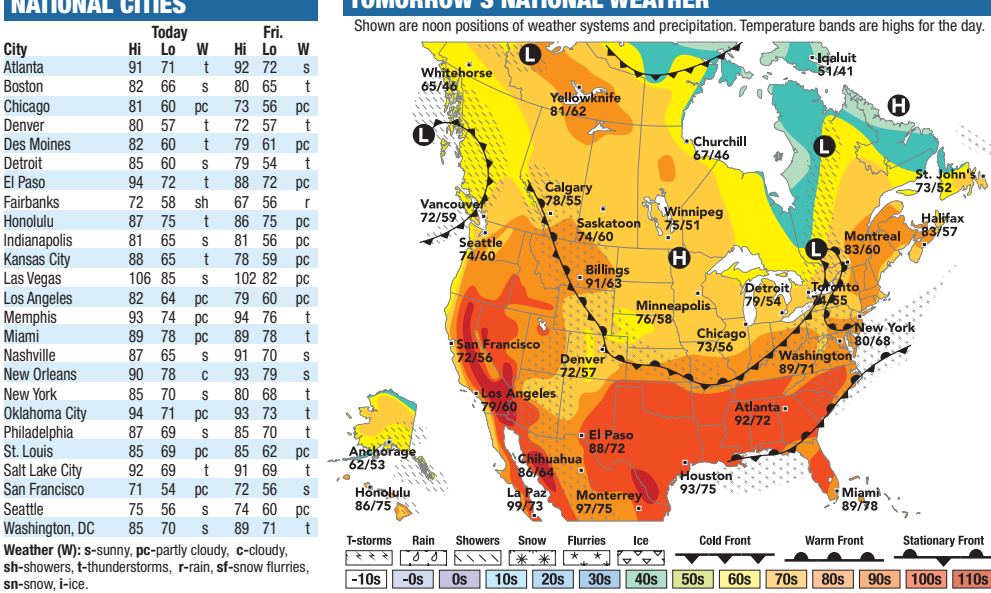 NATIONAL CITIES
Today Fri.
City Hi Lo W Hi Lo W
Atlanta 91 71 t 92 72 s
Boston 82 66 s 80 65 t
Chicago 81 60 pc 73 56 pc
Denver 80 57 t 72 57 t
Des Moines 82 60 t 79 61 pc
Detroit 85 60 s 79 54 t
El Paso 94 72 t 88 72 pc
Fairbanks 72 58 sh 67 56 r
Honolulu 87 75 t 86 75 pc
Indianapolis 81 65 s 81 56 pc
Kansas City 88 65 t 78 59 pc
Las Vegas 106 85 s 102 82 pc
Los Angeles 82 64 pc 79 60 pc
Memphis 93 74 pc 94 76 t
Miami 89 78 pc 89 78 t
Nashville 87 65 s 91 70 s
New Orleans 90 78 c 93 79 s
New York 85 70 s 80 68 t
Oklahoma City 94 71 pc 93 73 t
Philadelphia 87 69 s 85 70 t
St. Louis 85 69 pc 85 62 pc
Salt Lake City 92 69 t 91 69 t
San Francisco 71 54 pc 72 56 s
Seattle 75 56 s 74 60 pc
Washington, DC 85 70 s 89 71 t
Weather (W): s-sunny, pc-partly cloudy, c-cloudy,
sh-showers, t-thunderstorms, r-rain, sf-snow flurries,
sn-snow, i-ice.
TOMORROW'S NATIONAL WEATHER
Shown are noon positions of weather systems and precipitation. Temperature bands are highs for the day.
L
Iqaluit
51/41
Whitehorse
65/46
Yellowknife
81/62
H
L
Churchill
67/46
L
St. John's
73/52
Calgary
78/55
Vancouver
72/59
Saskatoon
74/60
Winnipeg
75/51
Halifax
83/57
Seattle
74/60
Montreal
83/60
H
L
Billings
91/63
Detroit
79/54
Toronto
74/55
Minneapolis
76/58
Chicago
73/56
New York
80/68
San Francisco
72/56
Denver
72/57
Washington
89/71
Los Angeles
79/60
Atlanta
92/72
El Paso
88/72
Anchorage
62/53
Chihuahua
86/64
Houston
93/75
Honolulu
86/75
La Paz
99/73
Monterrey
97/75
Miami
89/78
T-storms Rain Showers Snow Flurries Ice Cold Front Warm Front Stationary Front
-10s -0s 0s 10s 20s 30s 40s 50s 60s 70s 80s 90s 100s 110s